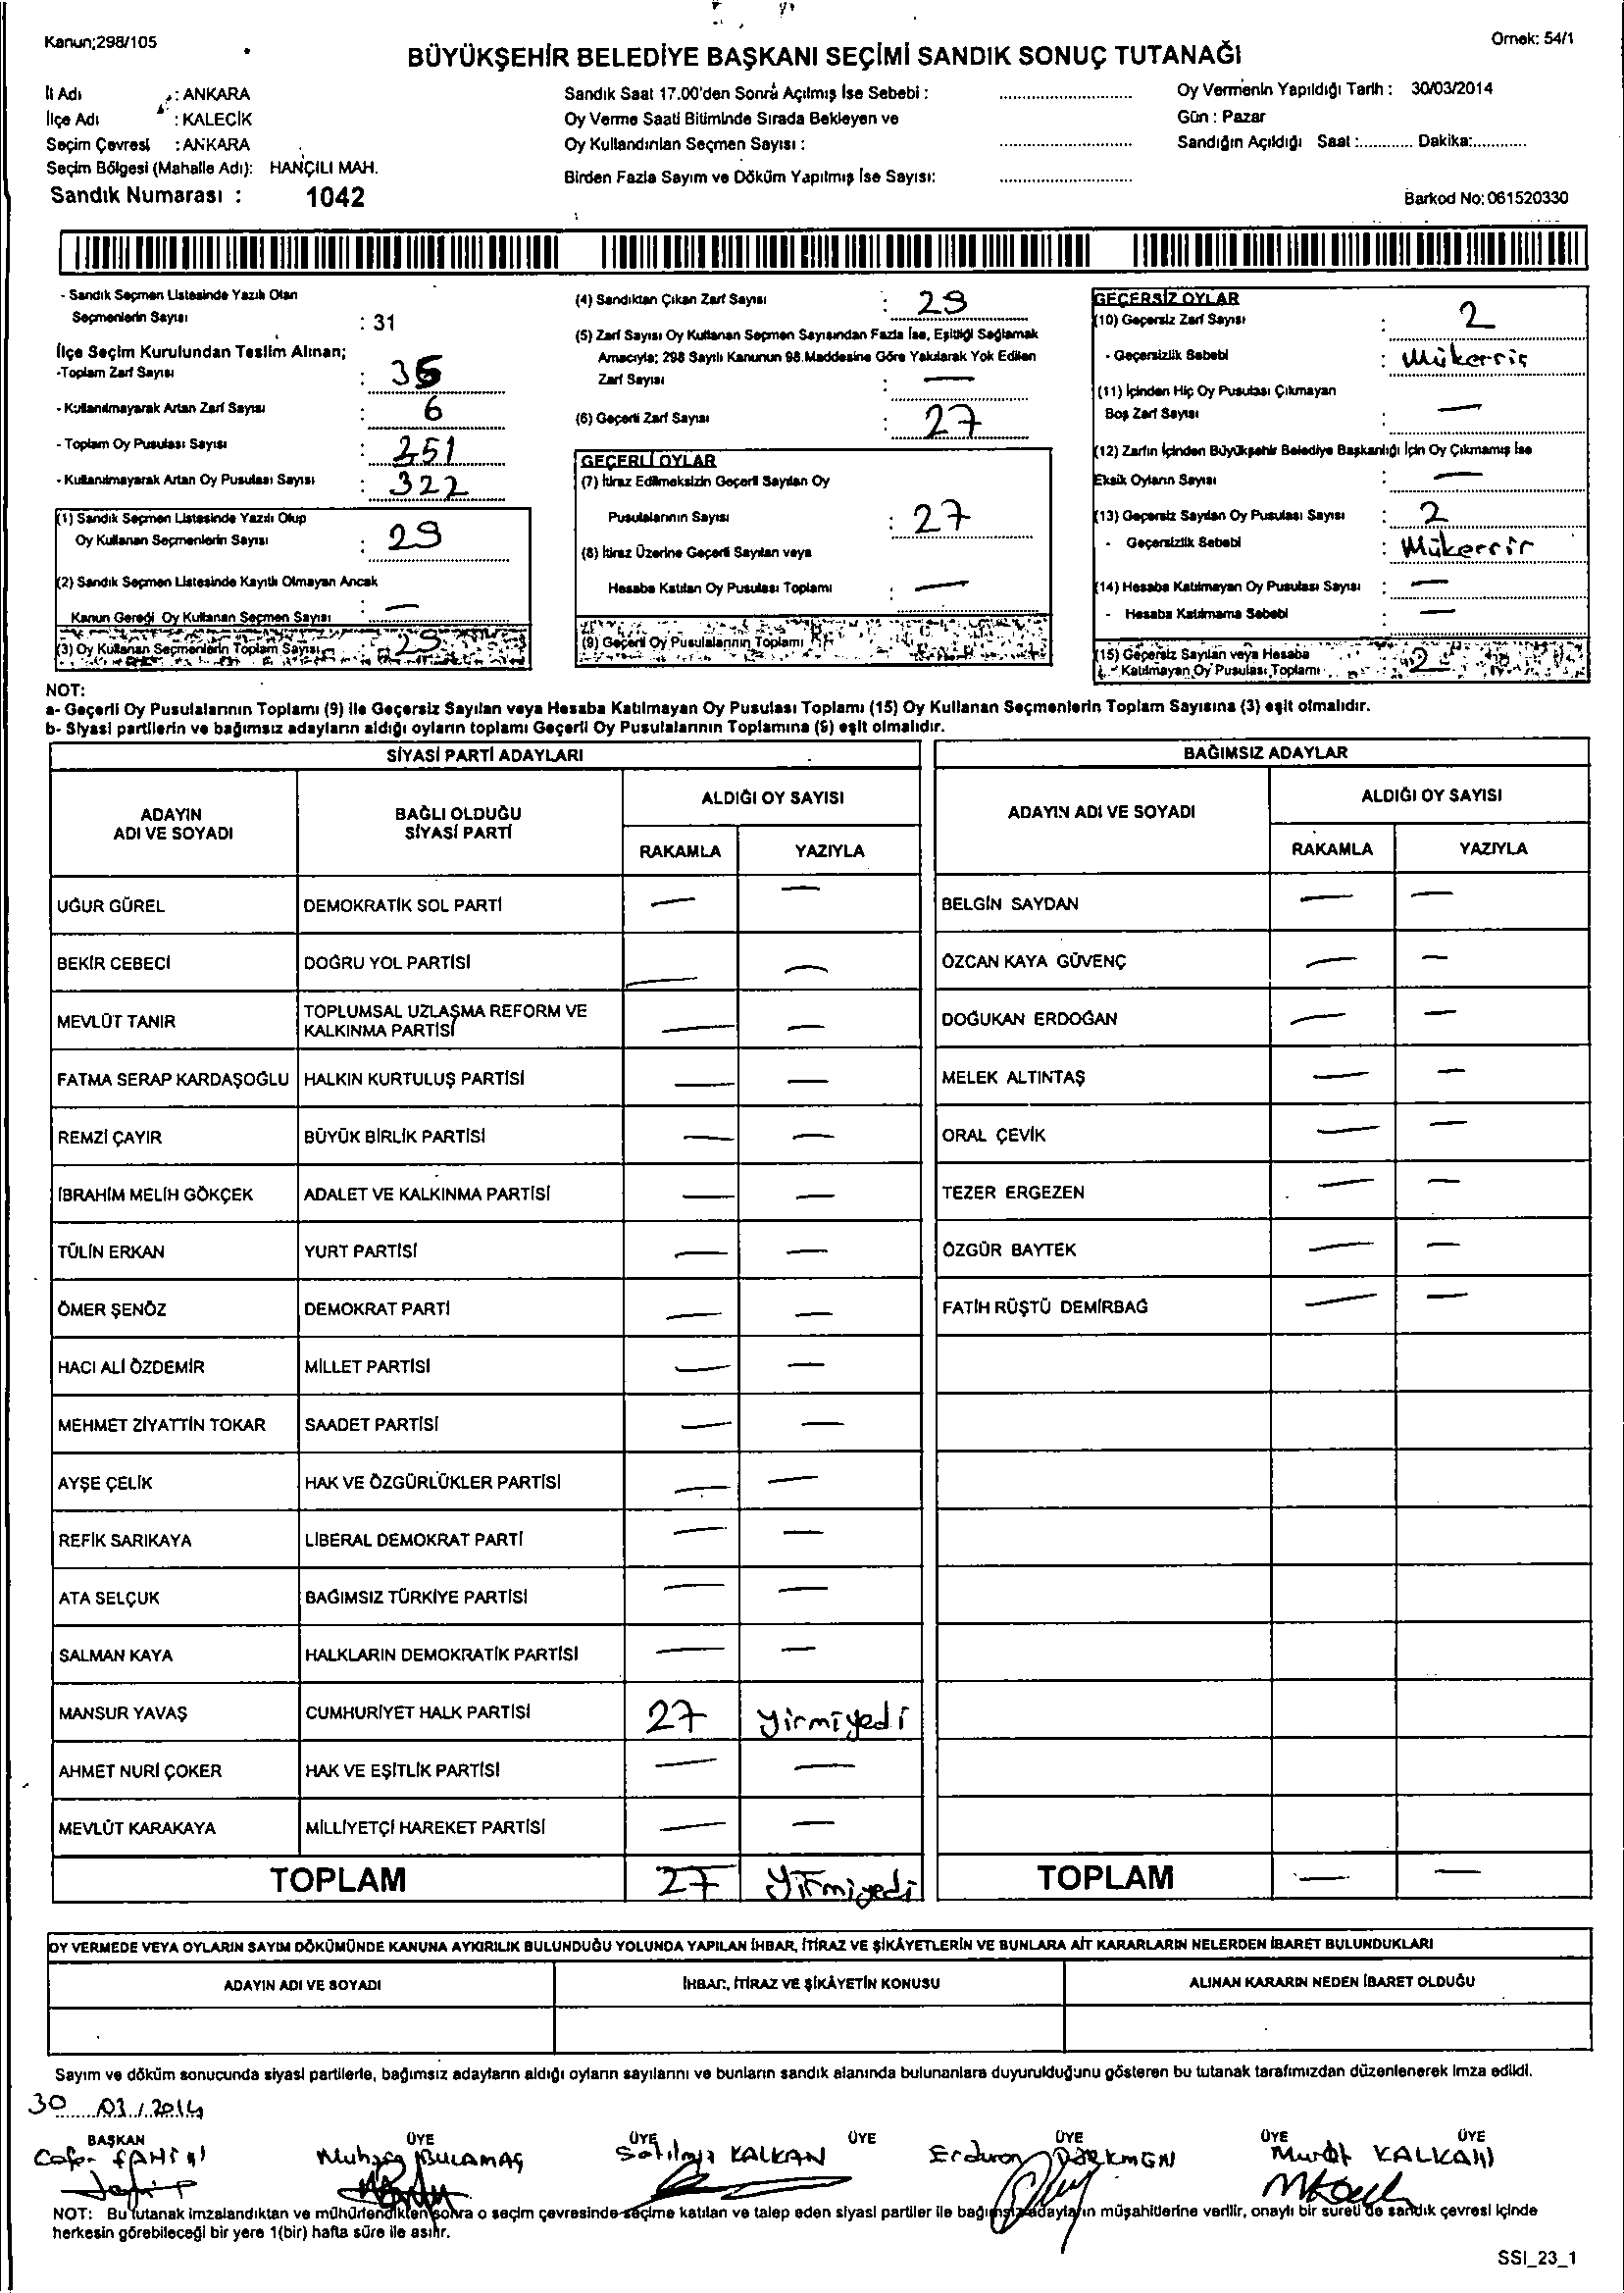 Kanun;298/105
Örnek: 54/1
BÜYÜKŞEHİR BELEDİYE BAŞKANI SEÇİMİ SANDIK SONUÇ TUTANAĞI
İl Adı : ANKARA
İlçe Adı : KALECİK
Seçim Çevresi : ANKARA
Seçim Bölgesi (Mahalle Adı): HANÇILI MAH.
Sandık Numarası : 1042
Sandık Saat 17.00'den Sonra Açılmış İse Sebebi : ..............................
Oy Verme Saati Bitiminde Sırada Bekleyen ve
Oy Kullandırılan Seçmen Sayısı : ..............................
Birden Fazla Sayım ve Döküm Yapılmış İse Sayısı: ..............................
Oy Vermenin Yapıldığı Tarih : 30/03/2014
Gün : Pazar
Sandığın Açıldığı Saat :............ Dakika:............
Barkod No: 061520330
- Sandık Seçmen Listesinde Yazılı Olan
Seçmenlerin Sayısı : 31
İlçe Seçim Kurulundan Teslim Alınan;
-Toplam Zarf Sayısı : 35
- Kullanılmayarak Artan Zarf Sayısı : 6
- Toplam Oy Pusulası Sayısı : 351
- Kullanılmayarak Artan Oy Pusulası Sayısı : 322
(1) Sandık Seçmen Listesinde Yazılı Olup
Oy Kullanan Seçmenlerin Sayısı : 29
(2) Sandık Seçmen Listesinde Kayıtlı Olmayan Ancak
Kanun Gereği Oy Kullanan Seçmen Sayısı : —
(3) Oy Kullanan Seçmenlerin Toplam Sayısı : 29
(4) Sandıktan Çıkan Zarf Sayısı : 29
(5) Zarf Sayısı Oy Kullanan Seçmen Sayısından Fazla İse, Eşitliği Sağlamak
Amacıyla; 298 Sayılı Kanunun 98.Maddesine Göre Yakılarak Yok Edilen
Zarf Sayısı : —
(6) Geçerli Zarf Sayısı : 27
GEÇERLİ OYLAR
(7) İtiraz Edilmeksizin Geçerli Sayılan Oy
Pusulalarının Sayısı : 27
(8) İtiraz Üzerine Geçerli Sayılan veya
Hesaba Katılan Oy Pusulası Toplamı : —
(9) Geçerli Oy Pusulalarının Toplamı
GEÇERSİZ OYLAR
(10) Geçersiz Zarf Sayısı : 2
- Geçersizlik Sebebi : Mükerrir
(11) İçinden Hiç Oy Pusulası Çıkmayan
Boş Zarf Sayısı : —
(12) Zarfın İçinden Büyükşehir Belediye Başkanlığı İçin Oy Çıkmamış İse
Eksik Oyların Sayısı : —
(13) Geçersiz Sayılan Oy Pusulası Sayısı : 2
- Geçersizlik Sebebi : Mükerrir
(14) Hesaba Katılmayan Oy Pusulası Sayısı : —
- Hesaba Katılmama Sebebi : —
(15) Geçersiz Sayılan veya Hesaba
Katılmayan Oy Pusulası Toplamı : 2
NOT:
a- Geçerli Oy Pusulalarının Toplamı (9) ile Geçersiz Sayılan veya Hesaba Katılmayan Oy Pusulası Toplamı (15) Oy Kullanan Seçmenlerin Toplam Sayısına (3) eşit olmalıdır.
b- Siyasi partilerin ve bağımsız adayların aldığı oyların toplamı Geçerli Oy Pusulalarının Toplamına (9) eşit olmalıdır.
SİYASİ PARTİ ADAYLARI
ADAYIN ADI VE SOYADI BAĞLI OLDUĞU SİYASİ PARTİ ALDIĞI OY SAYISI
RAKAMLA YAZIYLA
UĞUR GÜREL DEMOKRATİK SOL PARTİ — —
BEKİR CEBECİ DOĞRU YOL PARTİSİ — —
MEVLÜT TANIR TOPLUMSAL UZLAŞMA REFORM VE KALKINMA PARTİSİ — —
FATMA SERAP KARDAŞOĞLU HALKIN KURTULUŞ PARTİSİ — —
REMZİ ÇAYIR BÜYÜK BİRLİK PARTİSİ — —
İBRAHİM MELİH GÖKÇEK ADALET VE KALKINMA PARTİSİ — —
TÜLİN ERKAN YURT PARTİSİ — —
ÖMER ŞENÖZ DEMOKRAT PARTİ — —
HACI ALİ ÖZDEMİR MİLLET PARTİSİ — —
MEHMET ZİYATTİN TOKAR SAADET PARTİSİ — —
AYŞE ÇELİK HAK VE ÖZGÜRLÜKLER PARTİSİ — —
REFİK SARIKAYA LİBERAL DEMOKRAT PARTİ — —
ATA SELÇUK BAĞIMSIZ TÜRKİYE PARTİSİ — —
SALMAN KAYA HALKLARIN DEMOKRATİK PARTİSİ — —
MANSUR YAVAŞ CUMHURİYET HALK PARTİSİ 27 Yirmiyedi
AHMET NURİ ÇOKER HAK VE EŞİTLİK PARTİSİ — —
MEVLÜT KARAKAYA MİLLİYETÇİ HAREKET PARTİSİ — —
TOPLAM 27 Yirmiyedi
BAĞIMSIZ ADAYLAR
ADAYIN ADI VE SOYADI ALDIĞI OY SAYISI
RAKAMLA YAZIYLA
BELGİN SAYDAN — —
ÖZCAN KAYA GÜVENÇ — —
DOĞUKAN ERDOĞAN — —
MELEK ALTINTAŞ — —
ORAL ÇEVİK — —
TEZER ERGEZEN — —
ÖZGÜR BAYTEK — —
FATİH RÜŞTÜ DEMİRBAĞ — —
TOPLAM — —
OY VERMEDE VEYA OYLARIN SAYIM DÖKÜMÜNDE KANUNA AYKIRILIK BULUNDUĞU YOLUNDA YAPILAN İHBAR, İTİRAZ VE ŞİKÂYETLERİN VE BUNLARA AİT KARARLARIN NELERDEN İBARET BULUNDUKLARI
ADAYIN ADI VE SOYADI İHBAR, İTİRAZ VE ŞİKÂYETİN KONUSU ALINAN KARARIN NEDEN İBARET OLDUĞU
Sayım ve döküm sonucunda siyasi partilerle, bağımsız adayların aldığı oyların sayılarını ve bunların sandık alanında bulunanlara duyurulduğunu gösteren bu tutanak tarafımızdan düzenlenerek imza edildi.
30 / 03 / 2014
BAŞKAN ÜYE ÜYE ÜYE ÜYE ÜYE ÜYE
Cafer ŞAHİN BULAMAÇ Satılmış KALKAN TÜRKMEN Murat KALKAN
NOT: Bu tutanak imzalandıktan ve mühürlendikten sonra o seçim çevresinde seçime katılan ve talep eden siyasi partiler ile bağımsız adayların müşahitlerine verilir, onaylı bir sureti de sandık çevresi içinde
herkesin görebileceği bir yere 1(bir) hafta süre ile asılır.
SSI_23_1